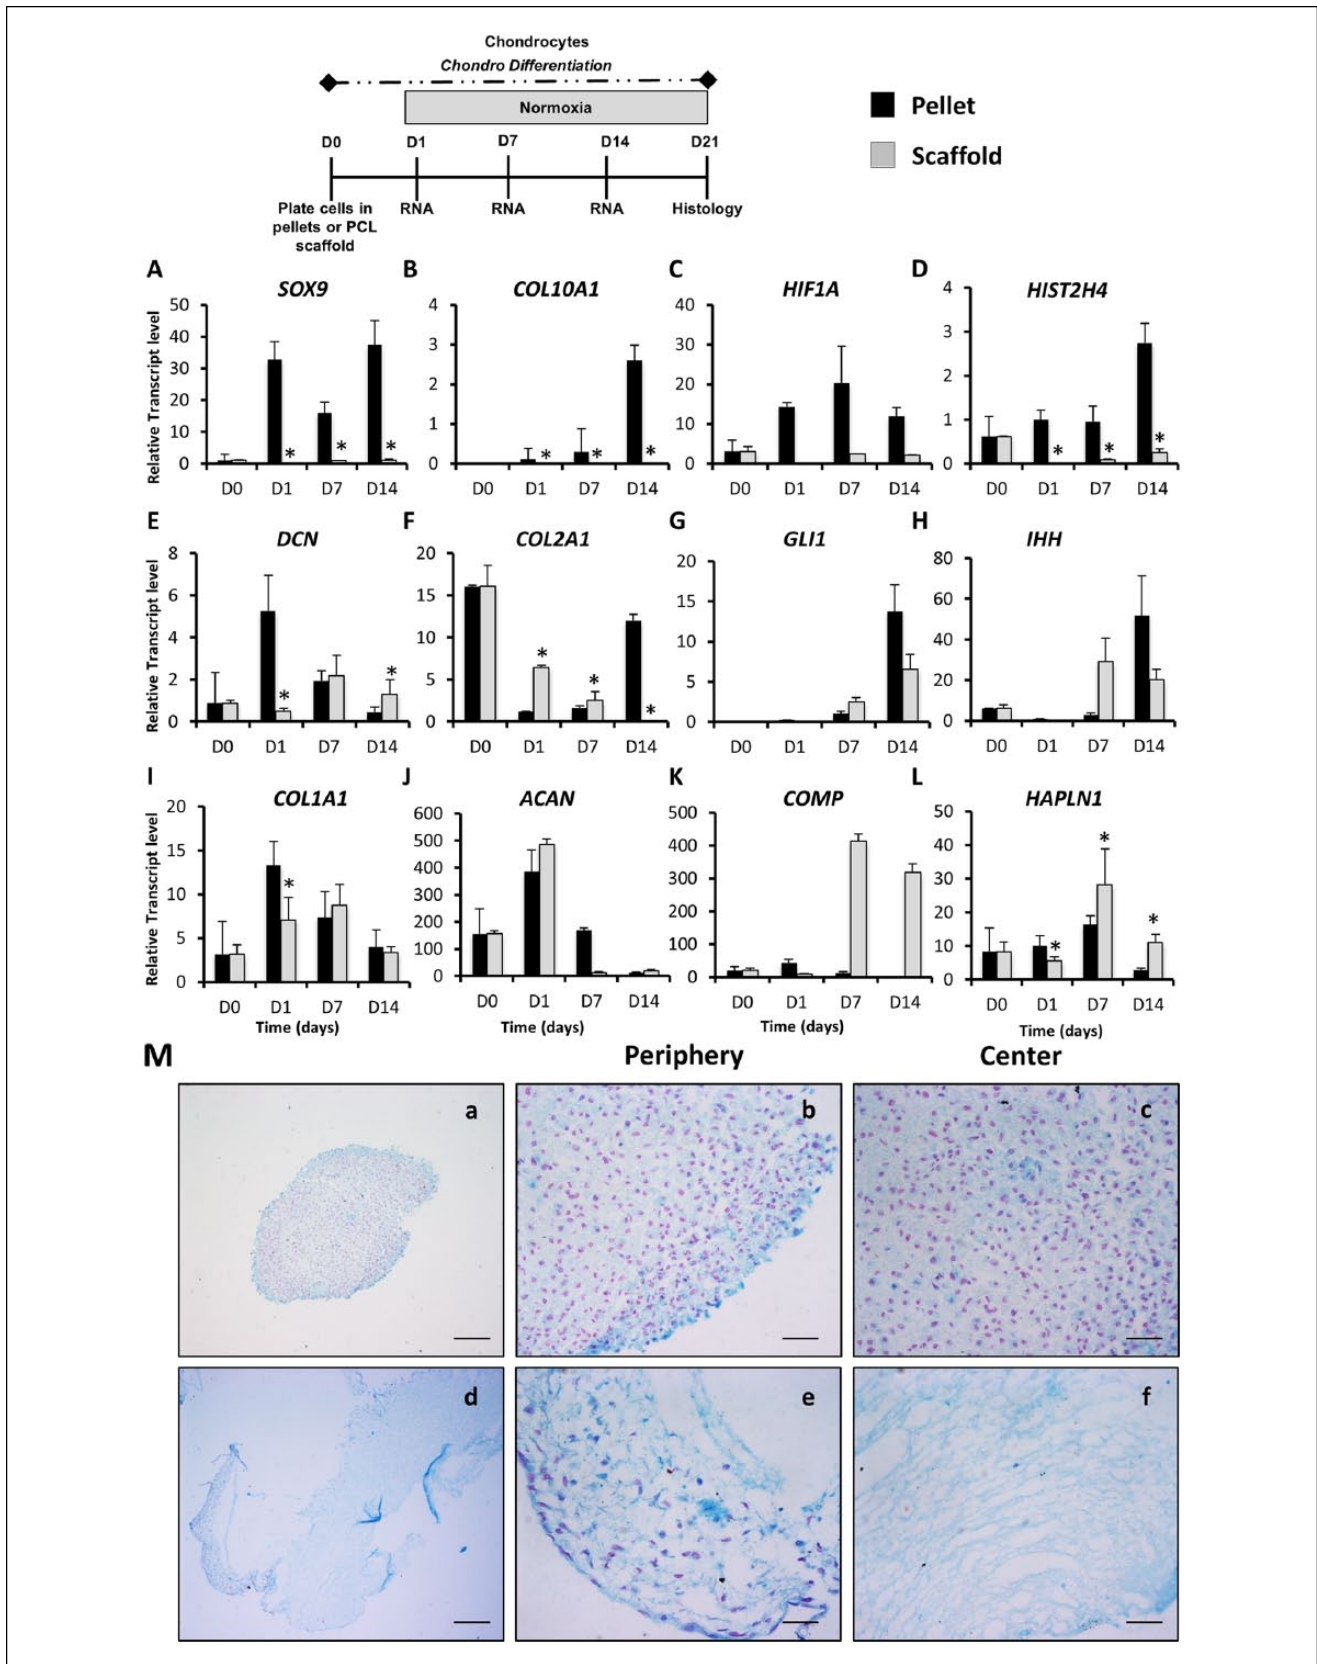 Chondrocytes
Chondro Differentiation
Normoxia
D0 D1 D7 D14 D21
Plate cells in pellets or PCL scaffold
RNA RNA RNA Histology
Pellet
Scaffold
A SOX9
Relative Transcript level
50
40
30
20
10
0
* * *
D0 D1 D7 D14
B COL10A1
4
3
2
1
0
* * *
D0 D1 D7 D14
C HIF1A
40
30
20
10
0
D0 D1 D7 D14
D HIST2H4
4
3
2
1
0
* * *
D0 D1 D7 D14
E DCN
Relative Transcript level
8
6
4
2
0
* *
D0 D1 D7 D14
F COL2A1
20
15
10
5
0
* * *
D0 D1 D7 D14
G GLI1
20
15
10
5
0
D0 D1 D7 D14
H IHH
80
60
40
20
0
D0 D1 D7 D14
I COL1A1
Relative Transcript level
20
15
10
5
0
*
D0 D1 D7 D14
Time (days)
J ACAN
600
500
400
300
200
100
0
D0 D1 D7 D14
Time (days)
K COMP
500
400
300
200
100
0
D0 D1 D7 D14
Time (days)
L HAPLN1
50
40
30
20
10
0
* * *
D0 D1 D7 D14
Time (days)
M Periphery Center
a b c
d e f